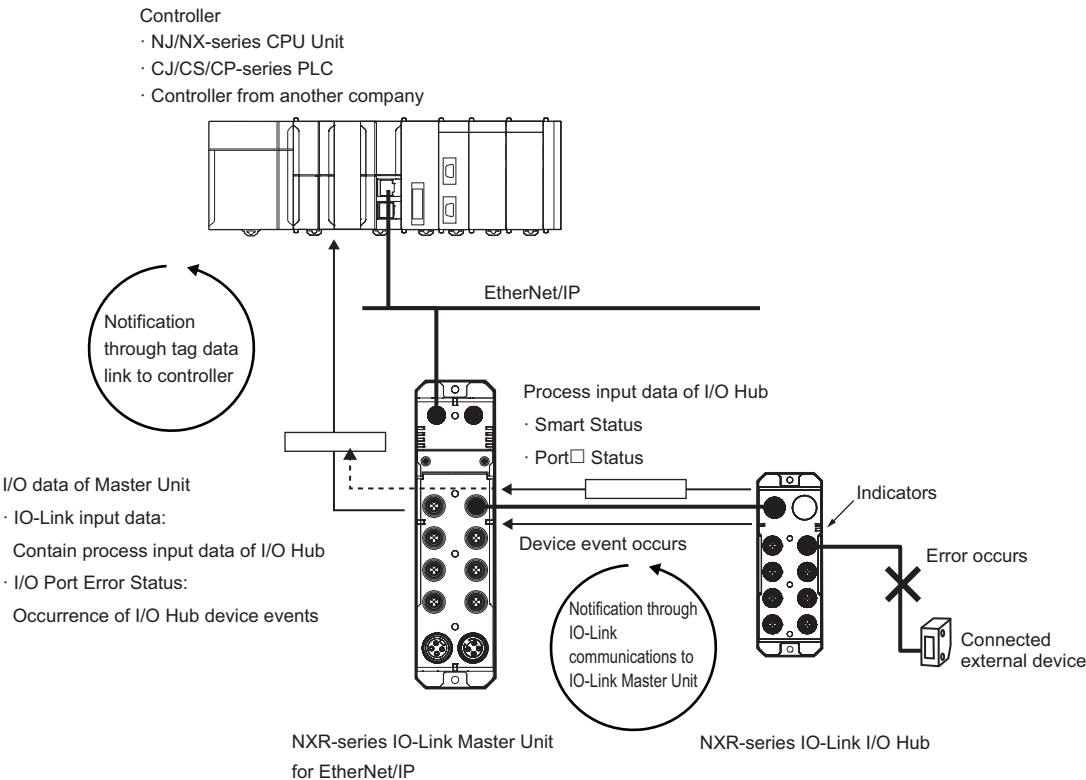 Controller
· NJ/NX-series CPU Unit
· CJ/CS/CP-series PLC
· Controller from another company
EtherNet/IP
Notification
through tag data
link to controller
Process input data of I/O Hub
· Smart Status
· Port□ Status
I/O data of Master Unit
· IO-Link input data:
Contain process input data of I/O Hub
· I/O Port Error Status:
Occurrence of I/O Hub device events
Indicators
Device event occurs
Error occurs
Notification through
IO-Link
communications to
IO-Link Master Unit
Connected
external device
NXR-series IO-Link Master Unit
for EtherNet/IP
NXR-series IO-Link I/O Hub